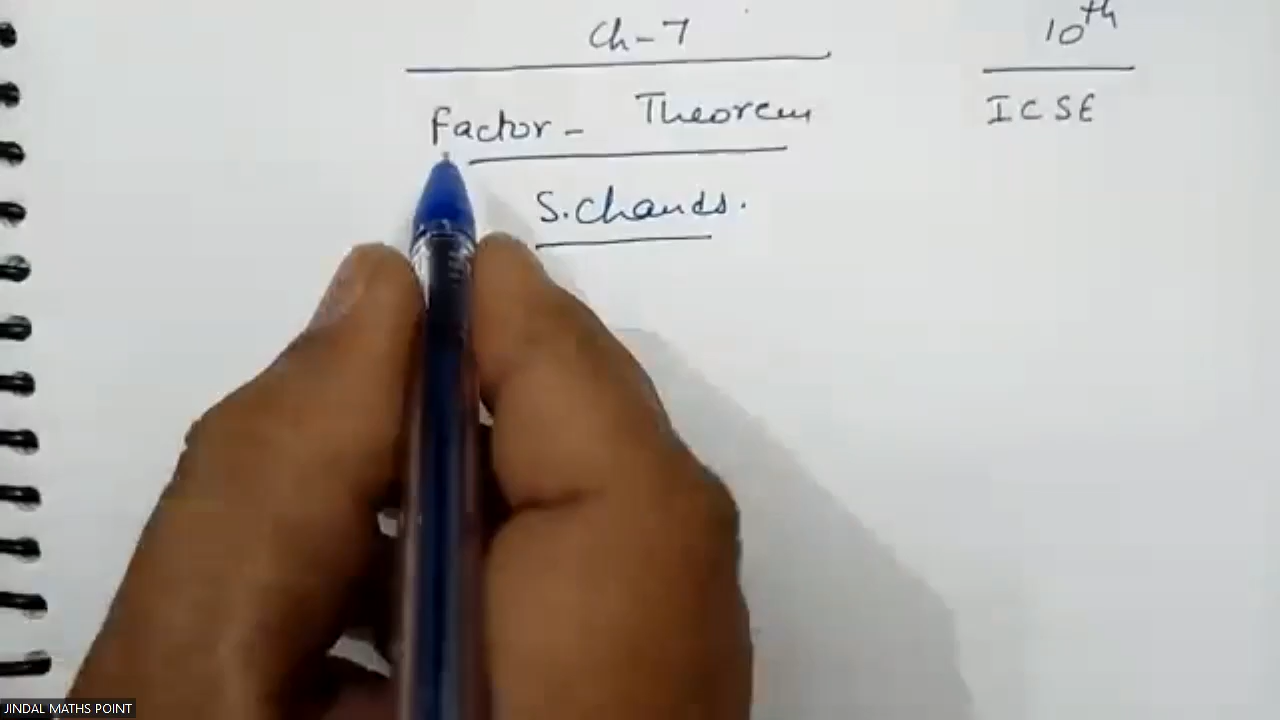 Ch-7
10th
Factor - Theorem
ICSE
S.Chands.
JINDAL MATHS POINT